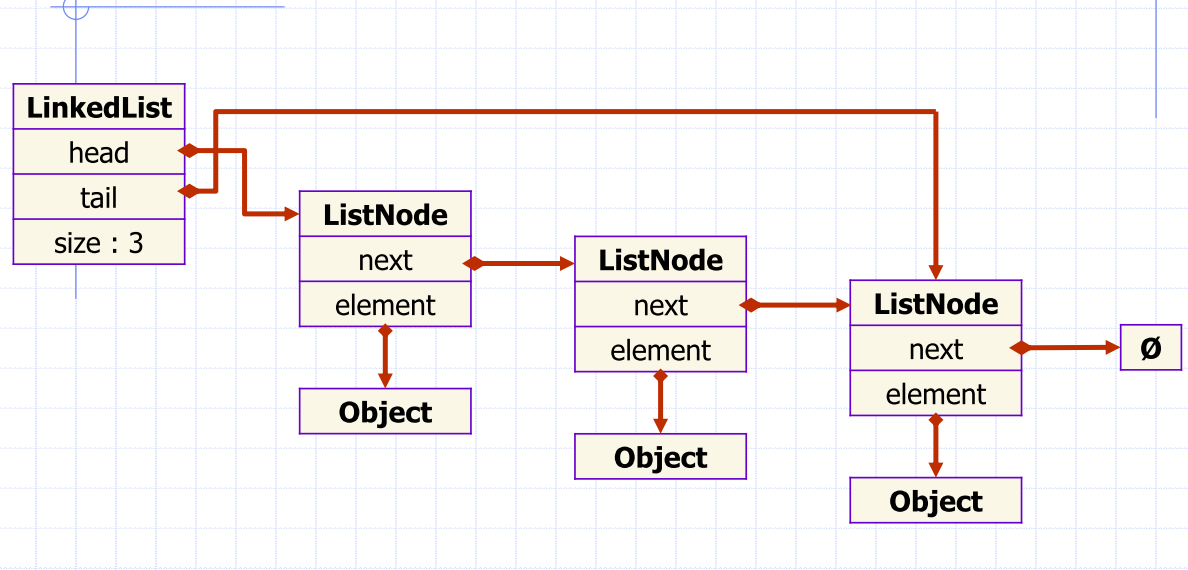 LinkedList
head
tail
size : 3
ListNode
next
element
Object
ListNode
next
element
Object
ListNode
next
element
Object
Ø